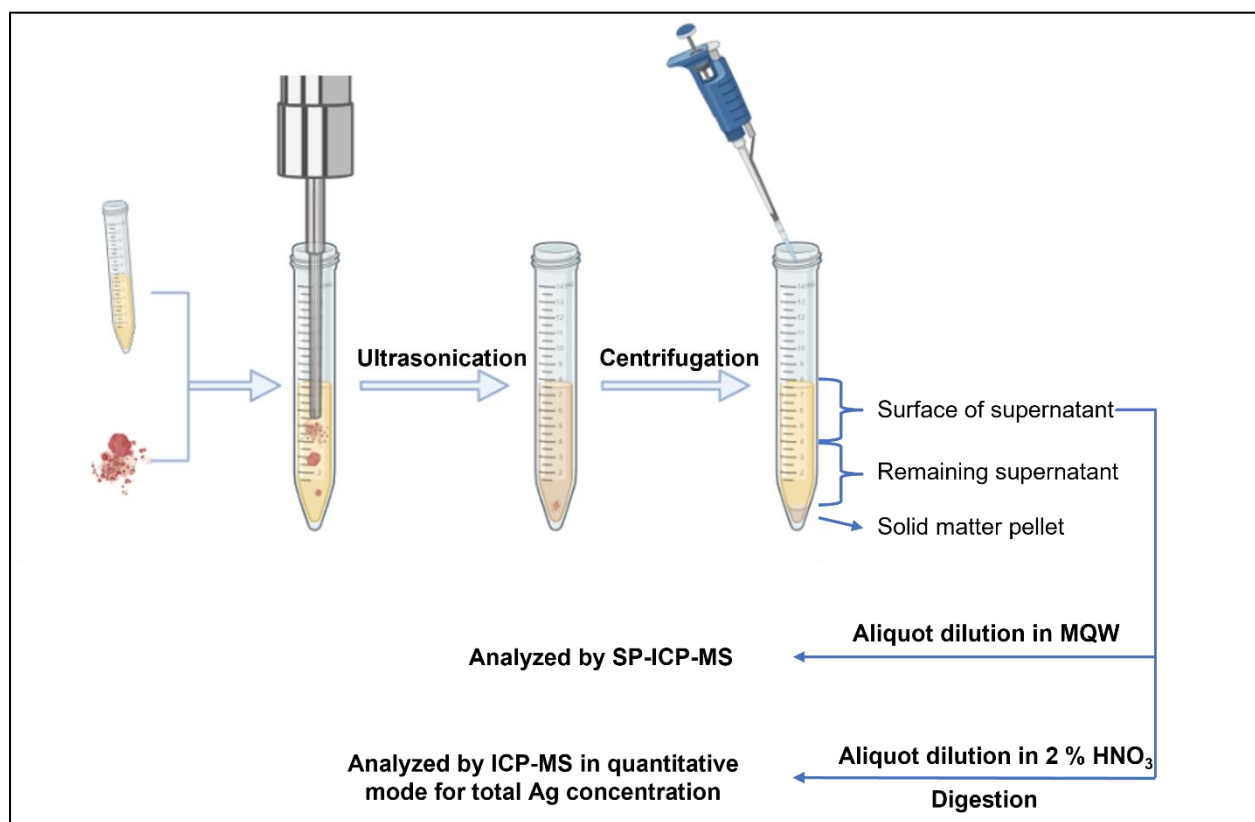 Ultrasonication
Centrifugation
Surface of supernatant
Remaining supernatant
Solid matter pellet
Aliquot dilution in MQW
Analyzed by SP-ICP-MS
Aliquot dilution in 2 % HNO₃
Analyzed by ICP-MS in quantitative
mode for total Ag concentration
Digestion